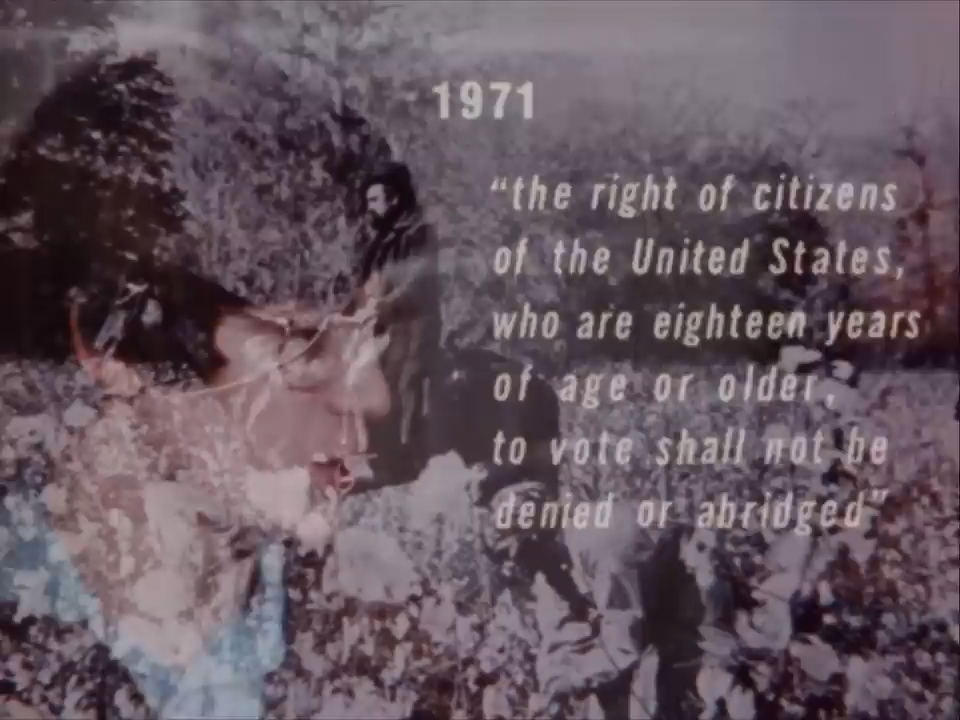 1971
“the right of citizens
of the United States,
who are eighteen years
of age or older,
to vote shall not be
denied or abridged”